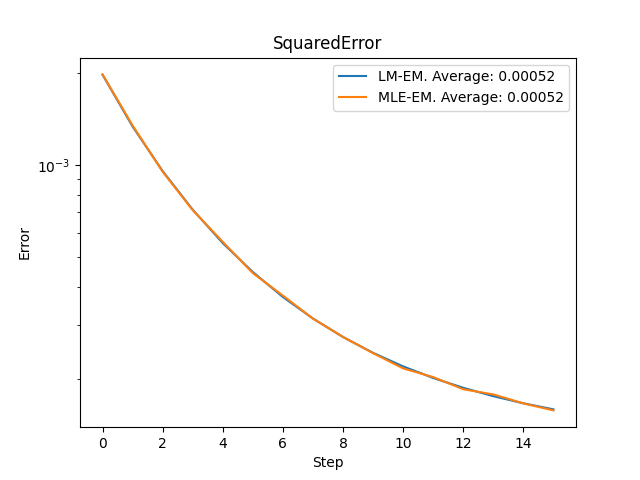 SquaredError
LM-EM. Average: 0.00052
MLE-EM. Average: 0.00052
10⁻³
Error
0 2 4 6 8 10 12 14
Step